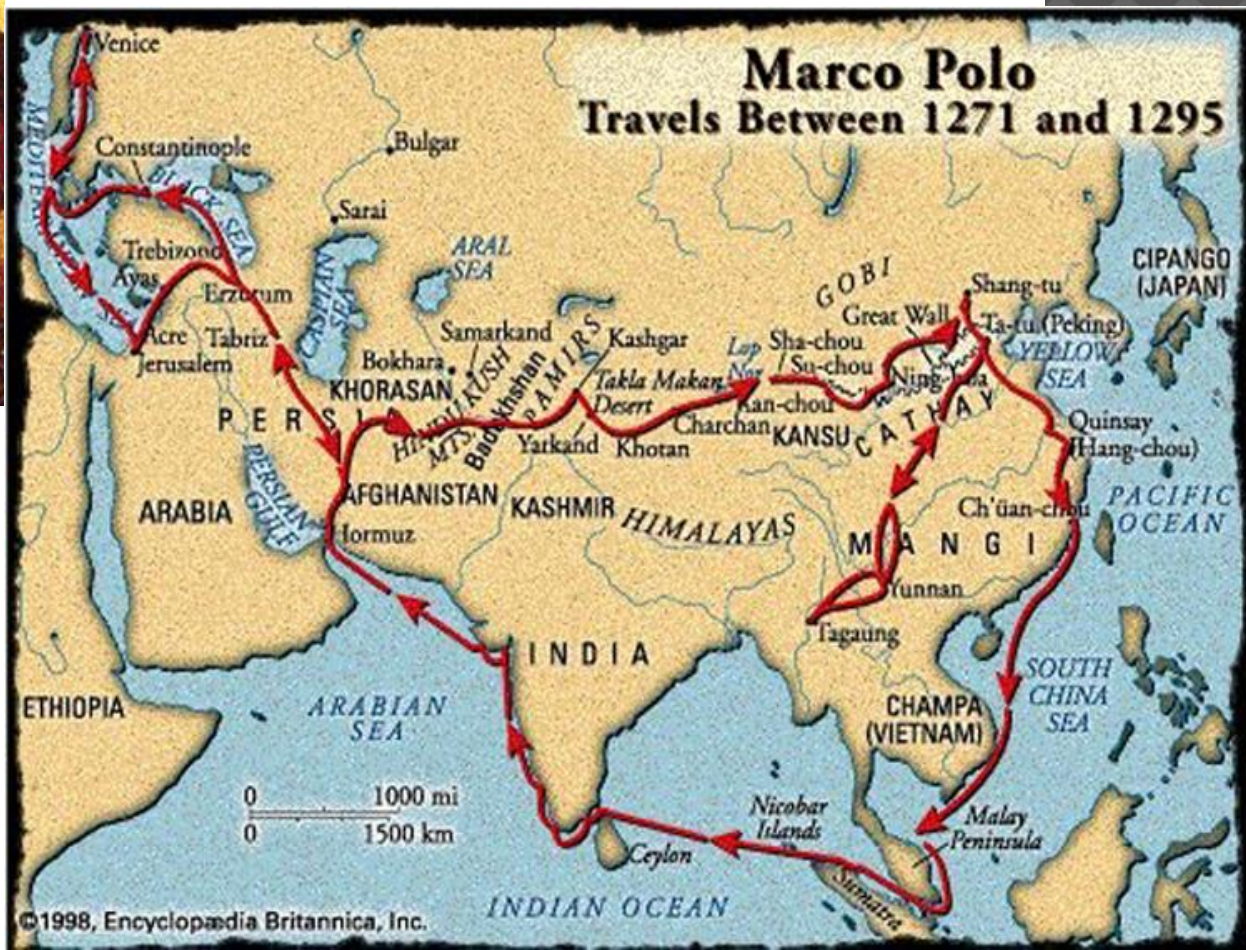 Marco Polo
Travels Between 1271 and 1295
Venice
Constantinople
Bulgar
MEDITER
BLACK SEA
Sarai
ARAL
SEA
CIPANGO
(JAPAN)
Trebizond
Ayas
CASPIAN
SEA
GOBI
Shang-tu
Erzurum
Great Wall
Ta-tu (Peking)
Acre
Tabriz
Samarkand
Kashgar
Lop
Nor
Sha-chou
YELLOW
SEA
Jerusalem
Bokhara
PAMIRS
Su-chou
KHORASAN
HINDU KUSH
MTS.
Badakhshan
Takla Makan
Desert
Kan-chou
PERSIA
Yarkand
Khotan
Charchan
KANSU
CATHAY
Quinsay
(Hang-chou)
PERSIAN
GULF
ARABIA
AFGHANISTAN
KASHMIR
HIMALAYAS
Ch'üan-chou
PACIFIC
OCEAN
Hormuz
MANGI
Yunnan
Tagaung
INDIA
ETHIOPIA
ARABIAN
SEA
CHAMPA
(VIETNAM)
SOUTH
CHINA
SEA
0 1000 mi
0 1500 km
Nicobar
Islands
Malay
Peninsula
Ceylon
Sumatra
INDIAN OCEAN
©1998, Encyclopædia Britannica, Inc.